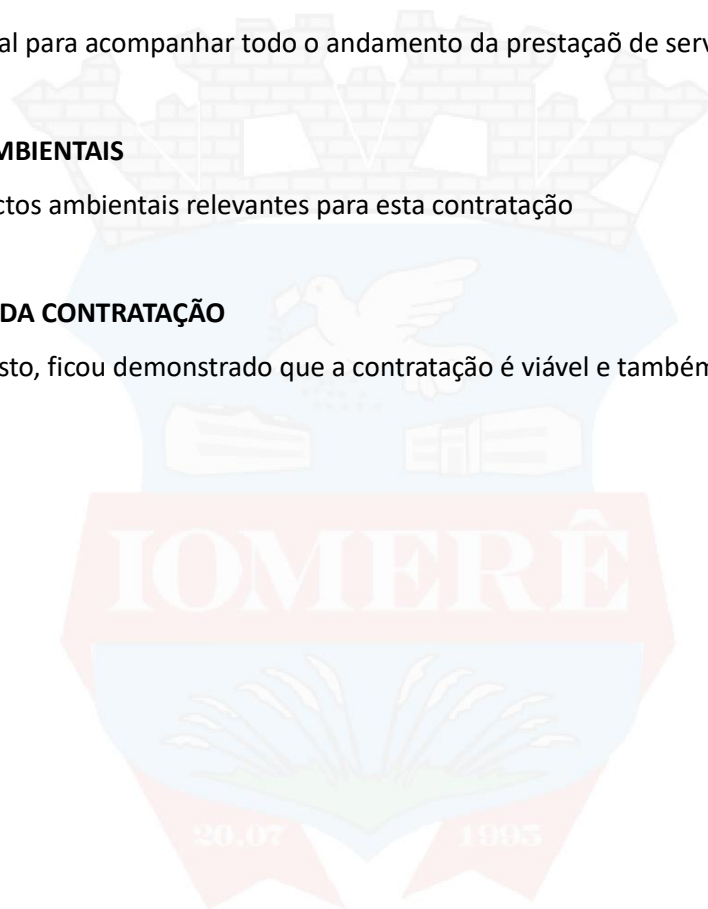 al para acompanhar todo o andamento da prestaçaõ de serv
MBIENTAIS
ctos ambientais relevantes para esta contratação
DA CONTRATAÇÃO
sto, ficou demonstrado que a contratação é viável e também
IOMERÊ
20.07 1995